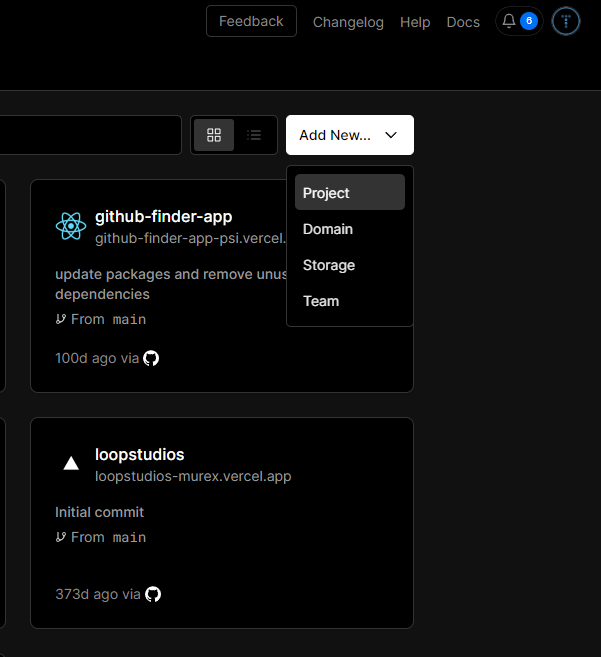 Feedback Changelog Help Docs 6
Add New...
Project
Domain
Storage
Team
github-finder-app
github-finder-app-psi.vercel.
update packages and remove unus
dependencies
From main
100d ago via
loopstudios
loopstudios-murex.vercel.app
Initial commit
From main
373d ago via